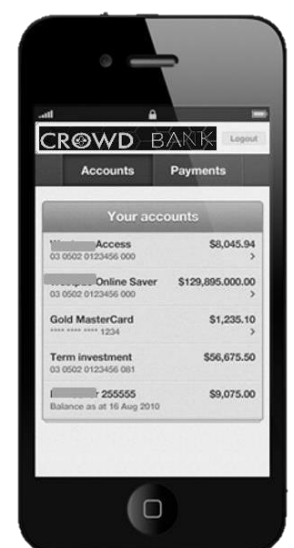 CROWD BANK
Logout
Accounts Payments
Your accounts
Access $8,045.94
03 0502 0123456 000
Online Saver $129,895.000.00
03 0502 0123456 000
Gold MasterCard $1,235.10
**** **** **** 1234
Term investment $56,675.50
03 0502 0123456 081
255555 $9,075.00
Balance as at 16 Aug 2010